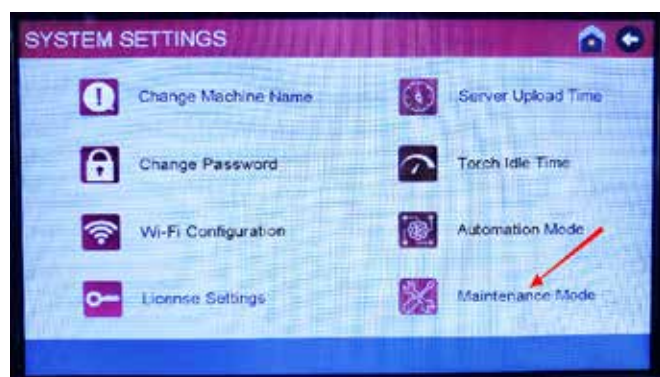 SYSTEM SETTINGS
Change Machine Name
Server Upload Time
Change Password
Torch Idle Time
Wi-Fi Configuration
Automation Mode
License Settings
Maintenance Mode